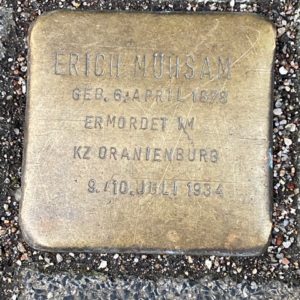 ERICH MÜHSAM
GEB. 6. APRIL 1878
ERMORDET IM
KZ ORANIENBURG
9./10. JULI 1934